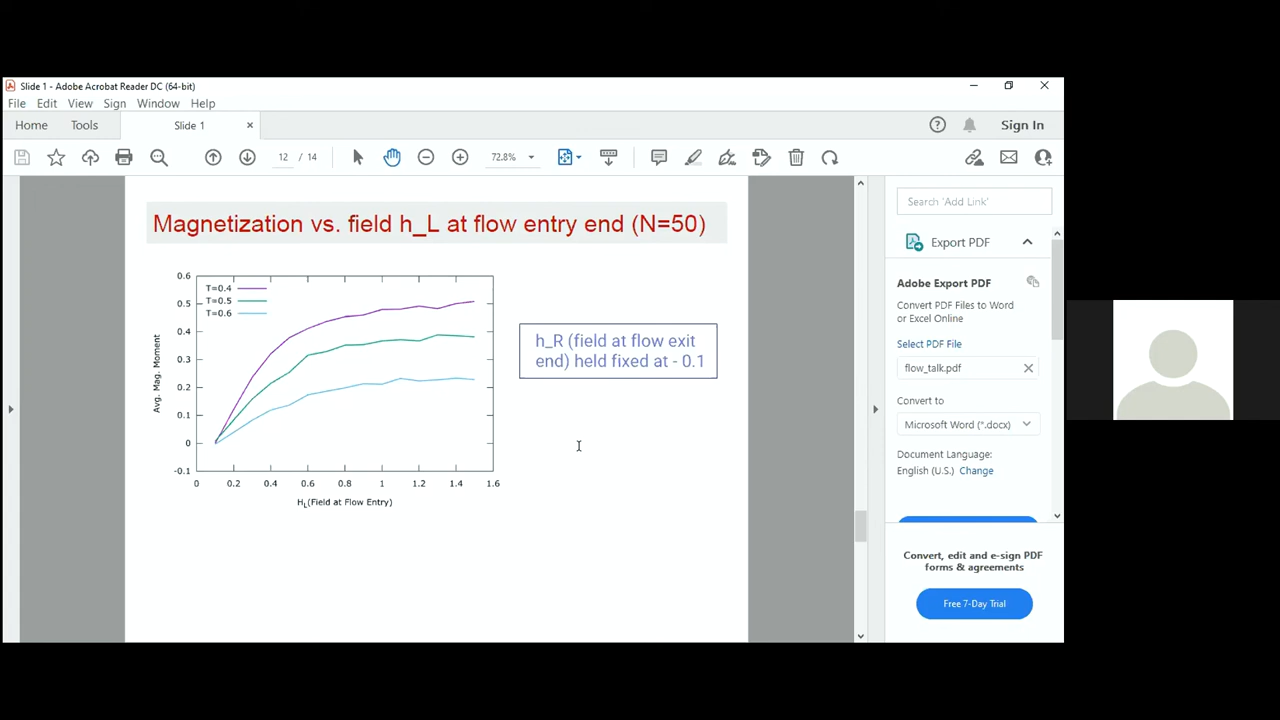 Slide 1 - Adobe Acrobat Reader DC (64-bit)
File Edit View Sign Window Help
Home Tools Slide 1 × Sign In
12 / 14 72.8%
Magnetization vs. field h_L at flow entry end (N=50)
0.6
0.5
0.4
0.3
0.2
0.1
0
-0.1
T=0.4
T=0.5
T=0.6
Avg. Mag. Moment
0 0.2 0.4 0.6 0.8 1 1.2 1.4 1.6
HL(Field at Flow Entry)
h_R (field at flow exit
end) held fixed at - 0.1
Search 'Add Link'
Export PDF
Adobe Export PDF
Convert PDF Files to Word
or Excel Online
Select PDF File
flow_talk.pdf
Convert to
Microsoft Word (*.docx)
Document Language:
English (U.S.) Change
Convert, edit and e-sign PDF
forms & agreements
Free 7-Day Trial